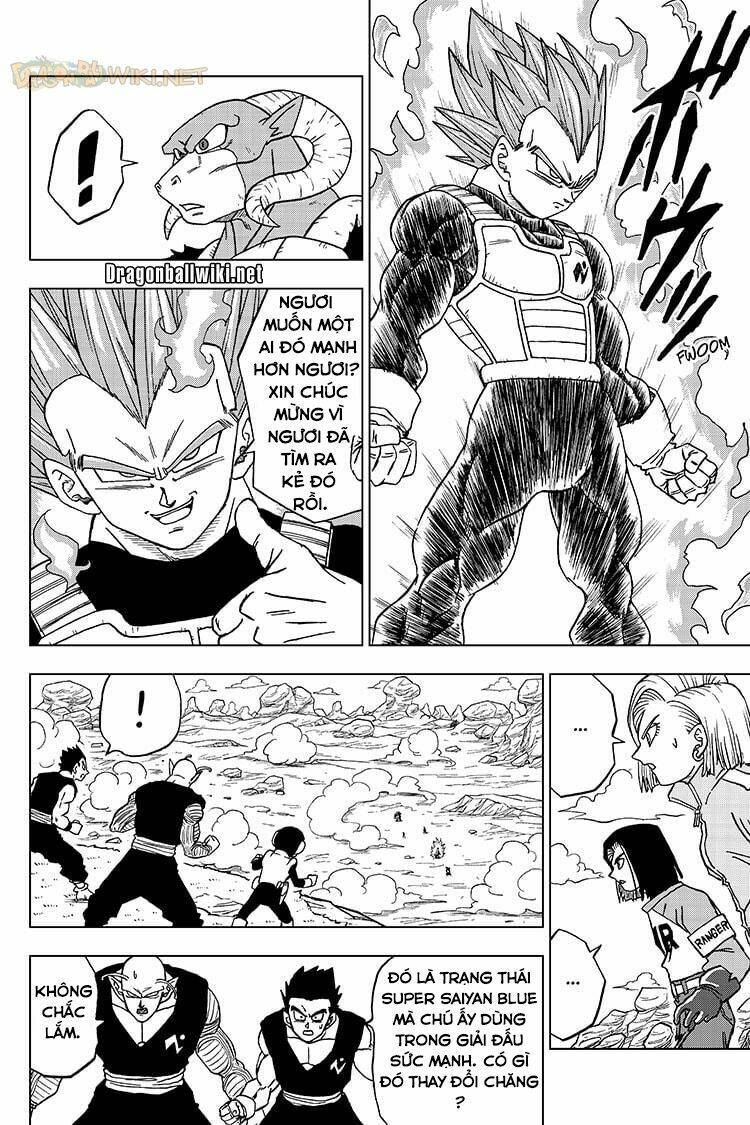 DRAGONBALLWIKI.NET
!
Dragonballwiki.net
FWOOM
NGƯƠI
MUỐN MỘT
AI ĐÓ MẠNH
HƠN NGƯƠI?
XIN CHÚC
MỪNG VÌ
NGƯƠI ĐÃ
TÌM RA
KẺ ĐÓ
RỒI.
!
...
...
RANGER
KHÔNG
CHẮC
LẮM.
ĐÓ LÀ TRẠNG THÁI
SUPER SAIYAN BLUE
MÀ CHÚ ẤY DÙNG
TRONG GIẢI ĐẤU
SỨC MẠNH. CÓ GÌ
ĐÓ THAY ĐỔI CHĂNG
?